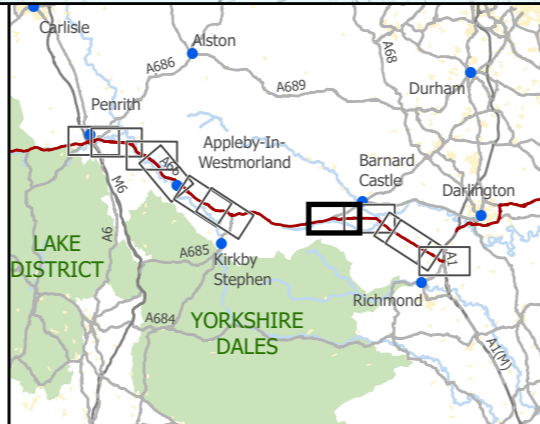 Carlisle
Alston
A68
A686
A689
Durham
Penrith
Appleby-In-
Westmorland
Barnard
Castle
Darlington
A66
M6
A6
LAKE
DISTRICT
A685
Kirkby
Stephen
A1
Richmond
YORKSHIRE
DALES
A684
A1(M)